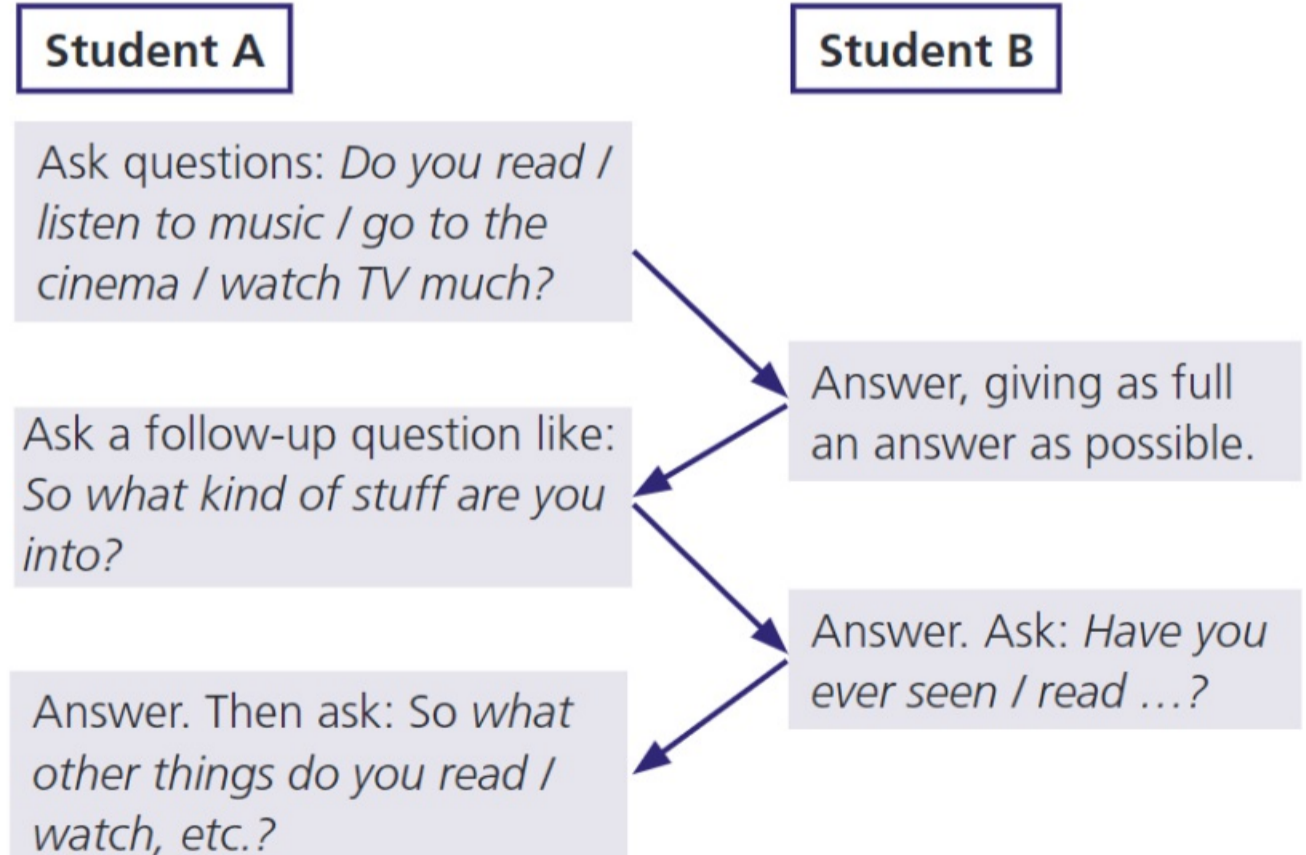 Student A
Student B
Ask questions: Do you read /
listen to music / go to the
cinema / watch TV much?
Answer, giving as full
an answer as possible.
Ask a follow-up question like:
So what kind of stuff are you
into?
Answer. Ask: Have you
ever seen / read …?
Answer. Then ask: So what
other things do you read /
watch, etc.?